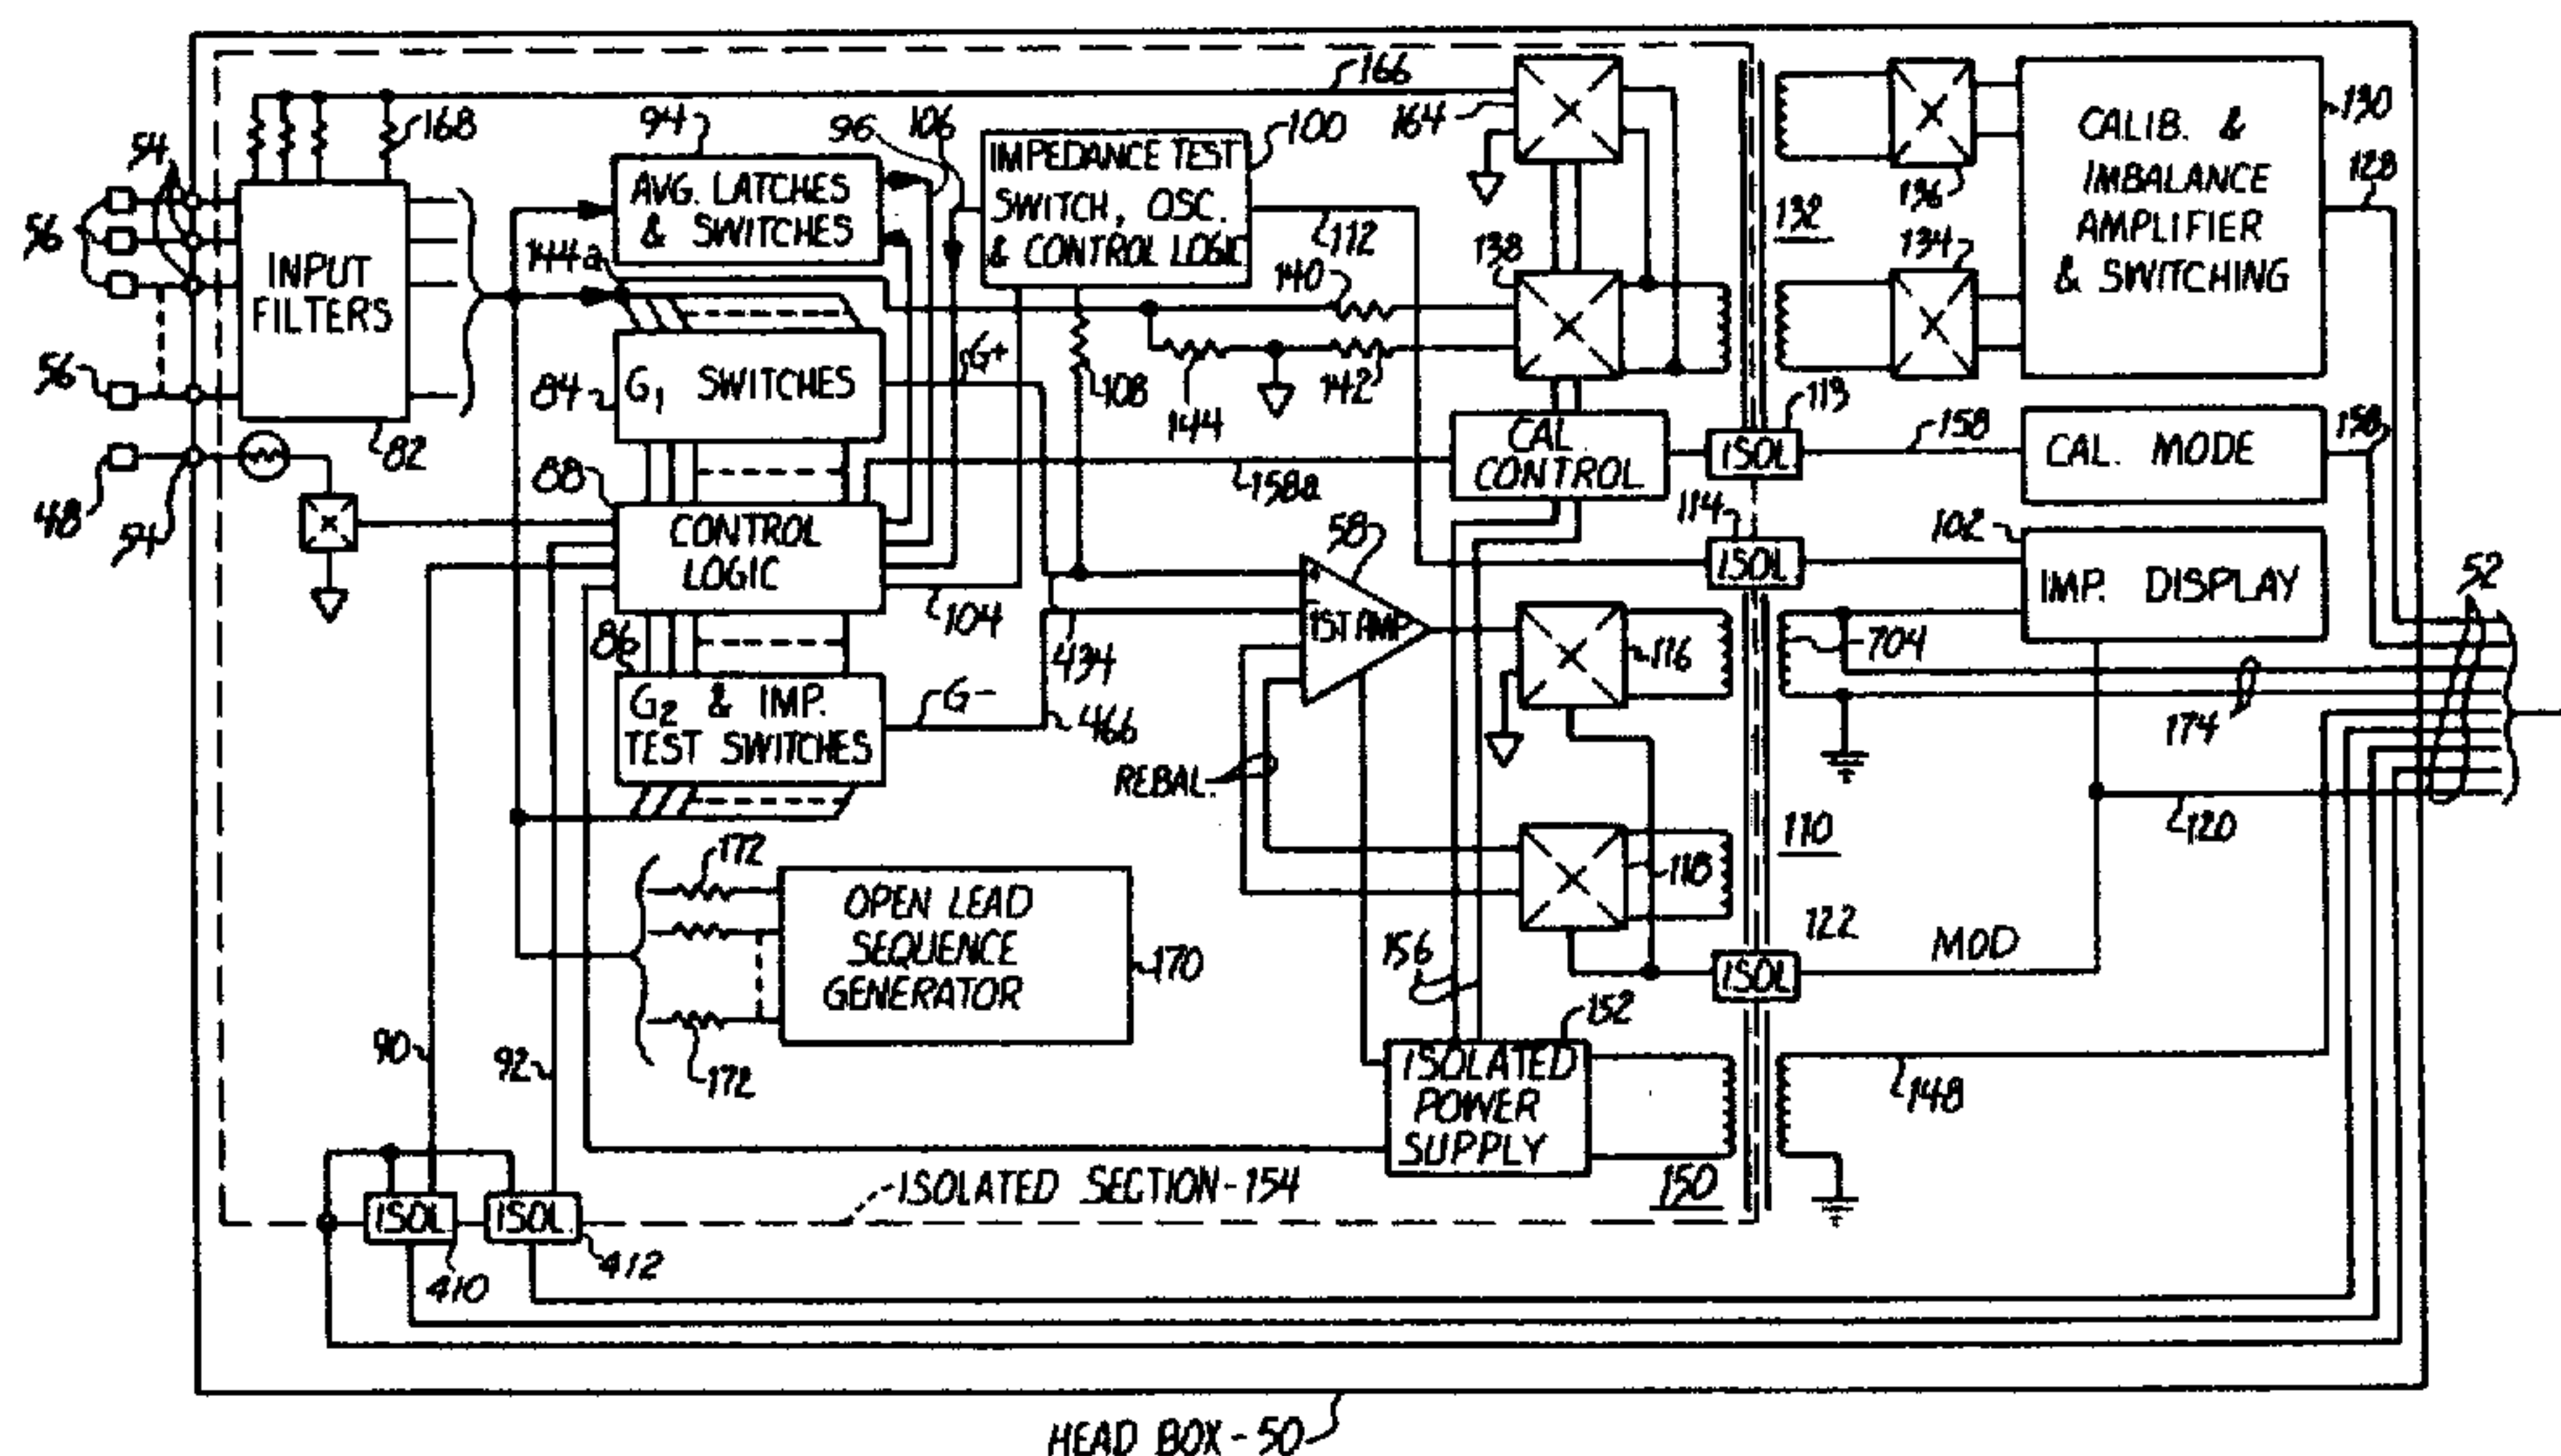 166
164
168
54
94
96
106
100
130
CALIB. &
IMBALANCE
AMPLIFIER
& SWITCHING
128
136
132
134
IMPEDANCE TEST
SWITCH, OSC.
& CONTROL LOGIC
112
AVG. LATCHES
& SWITCHES
144a
138
140
56
INPUT
FILTERS
56
82
G1 SWITCHES
84
G+
108
144
142
113
CAL
CONTROL
ISOL
158
CAL. MODE
158
158a
48
54
88
CONTROL
LOGIC
104
58
1ST AMP
+
-
114
ISOL
102
IMP. DISPLAY
52
86
434
116
704
174
G2 & IMP.
TEST SWITCHES
G-
466
REBAL.
120
110
118
172
OPEN LEAD
SEQUENCE
GENERATOR
170
172
122
ISOL
MOD
156
152
90
92
ISOLATED
POWER
SUPPLY
148
150
ISOLATED SECTION-154
ISOL
ISOL
410
412
HEAD BOX-50